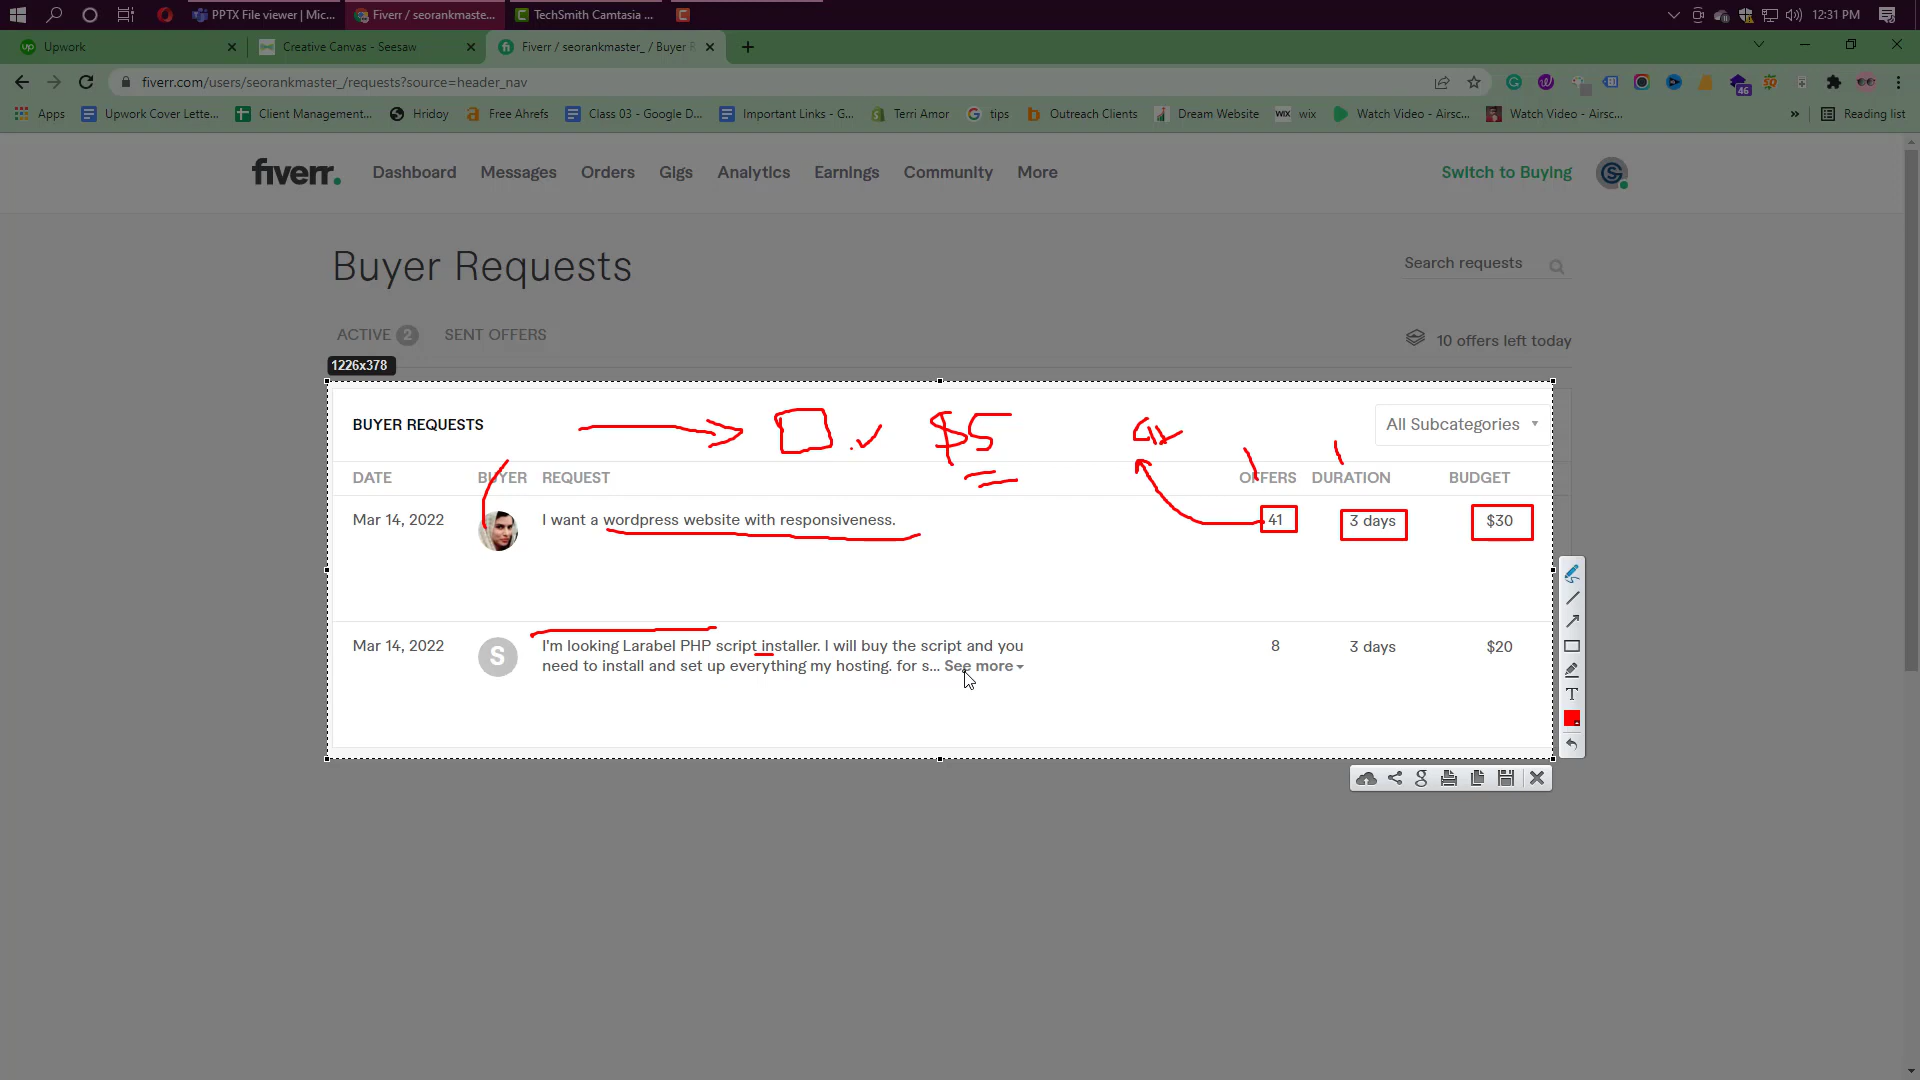 PPTX File viewer | Mic...
Fiverr / seorankmaste...
TechSmith Camtasia ...
12:31 PM
Upwork
Creative Canvas - Seesaw
Fiverr / seorankmaster_ / Buyer R
fiverr.com/users/seorankmaster_/requests?source=header_nav
46
Apps
Upwork Cover Lette...
Client Management...
Hridoy
Free Ahrefs
Class 03 - Google D...
Important Links - G...
Terri Amor
tips
Outreach Clients
Dream Website
WIX wix
Watch Video - Airsc...
Watch Video - Airsc...
Reading list
fiverr.
Dashboard
Messages
Orders
Gigs
Analytics
Earnings
Community
More
Switch to Buying
Buyer Requests
Search requests
ACTIVE 2
SENT OFFERS
10 offers left today
1226x378
BUYER REQUESTS
$5
All Subcategories
DATE BUYER REQUEST OFFERS DURATION BUDGET
Mar 14, 2022 I want a wordpress website with responsiveness. 41 3 days $30
Mar 14, 2022 S I'm looking Larabel PHP script installer. I will buy the script and you 8 3 days $20
need to install and set up everything my hosting. for s... See more
T